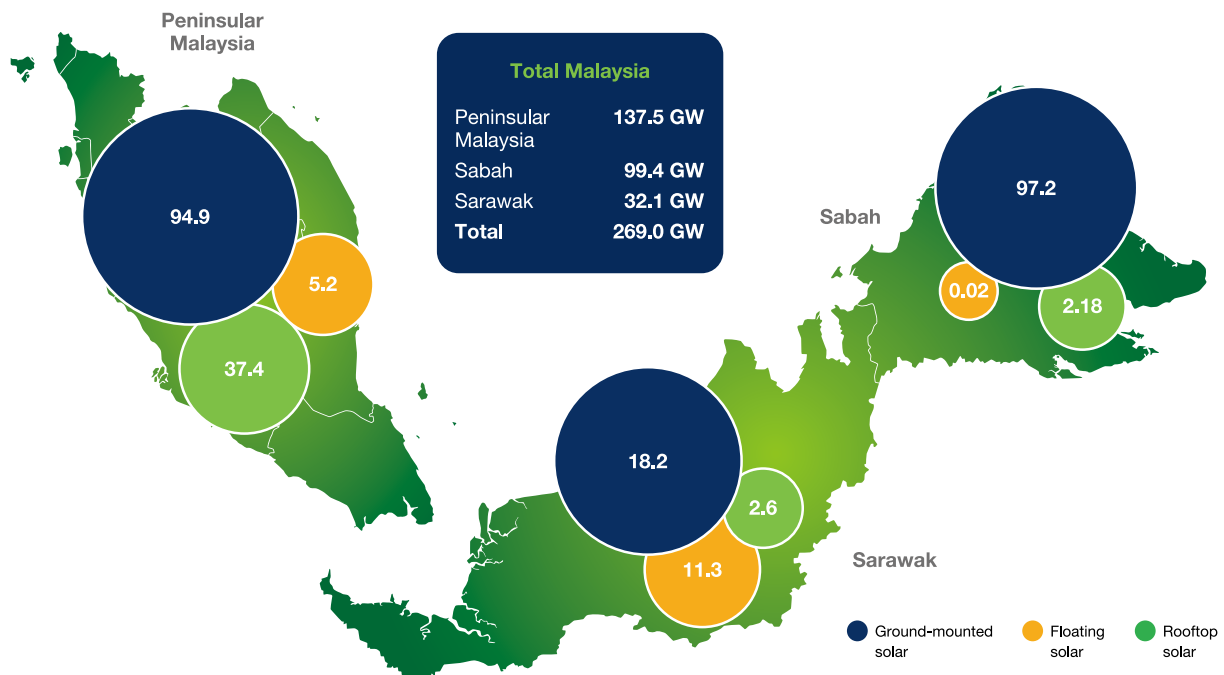 Peninsular
Malaysia
Total Malaysia
Peninsular
Malaysia
137.5 GW
Sabah
99.4 GW
Sarawak
32.1 GW
Total
269.0 GW
94.9
5.2
37.4
Sabah
97.2
0.02
2.18
18.2
2.6
11.3
Sarawak
Ground-mounted
solar
Floating
solar
Rooftop
solar